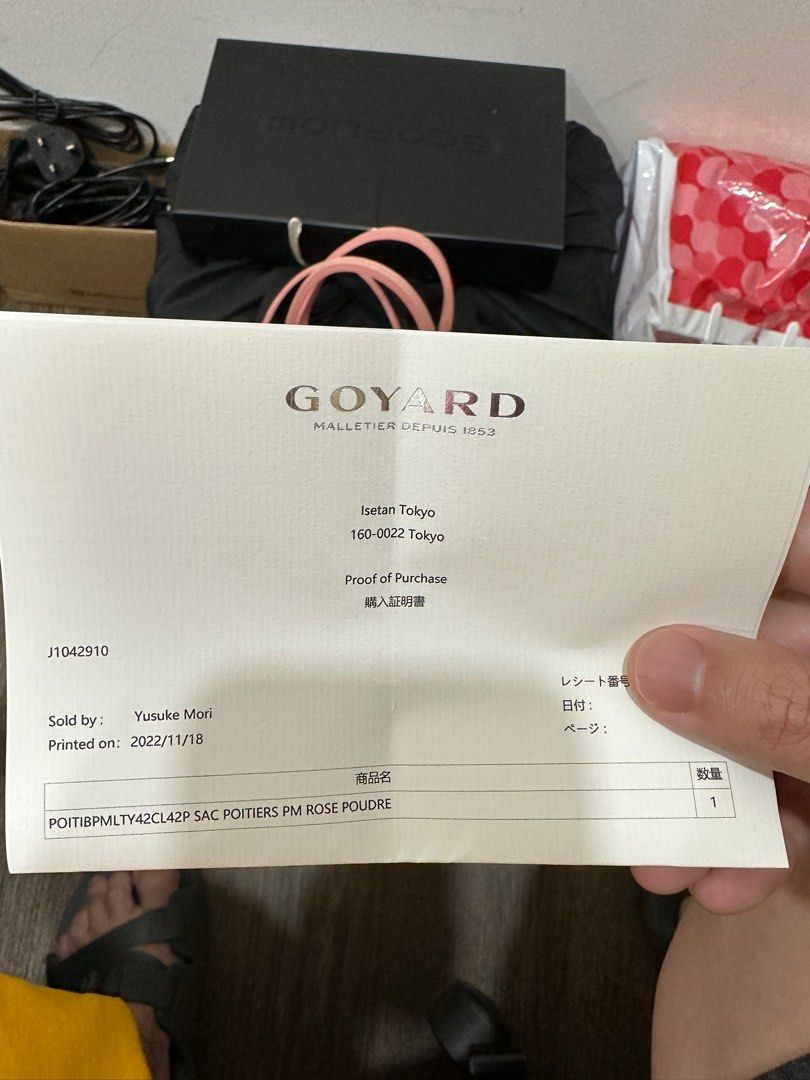 GOYARD
MALLETIER DEPUIS 1853
Isetan Tokyo
160-0022 Tokyo
Proof of Purchase
購入証明書
J1042910
レシート番号
日付：
ページ：
Sold by : Yusuke Mori
Printed on: 2022/11/18
商品名 数量
POITIBPMLTY42CL42P SAC POITIERS PM ROSE POUDRE 1